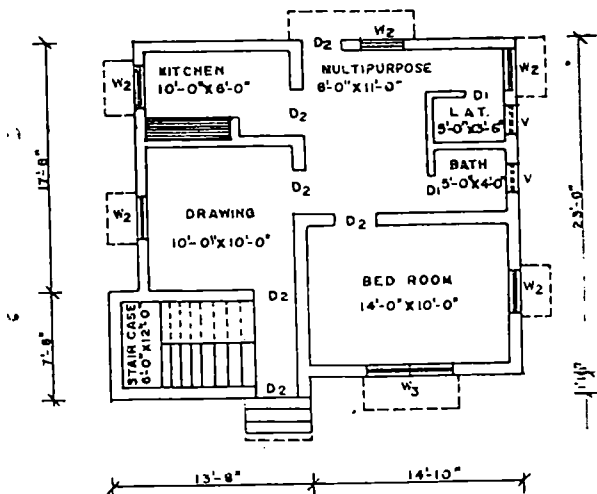 D2
W2
KITCHEN
10'-0"X6'-0"
MULTIPURPOSE
8'-0"X11'-0"
W2
W2
D2
D1
LAT.
5'-0"X3'-6"
V
BATH
5'-0"X4'-0"
V
D1
D2
17'-8"
23'-0"
W2
DRAWING
10'-0"X10'-0"
D2
D2
BED ROOM
14'-0"X10'-0"
W2
STAIR CASE
6'-0"X12'-0"
7'-8"
D2
W3
13'-8"
14'-10"